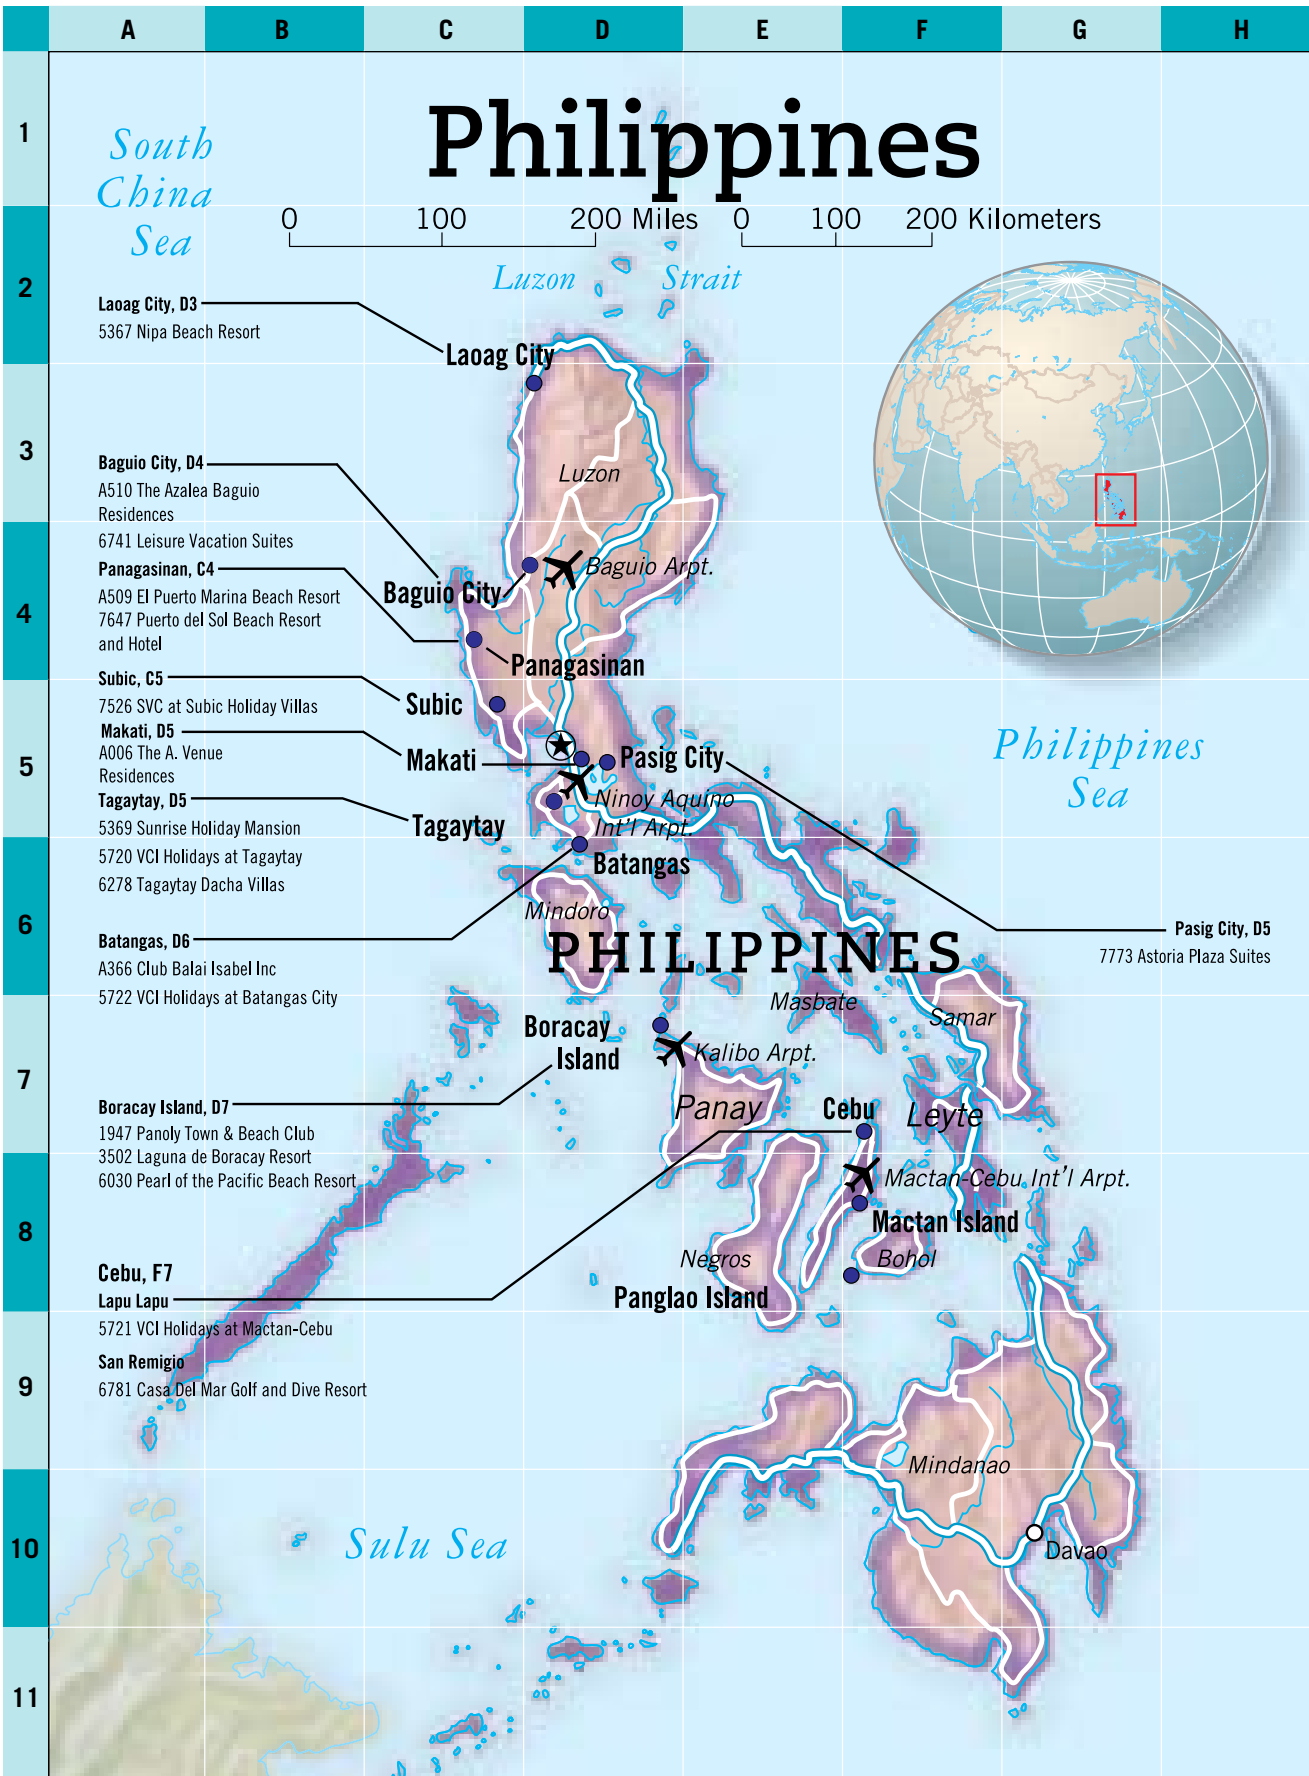 A B C D E F G H
1
2
3
4
5
6
7
8
9
10
11
Philippines
South
China
Sea
0 100 200 Miles
0 100 200 Kilometers
Luzon Strait
Laoag City, D3
5367 Nipa Beach Resort
Laoag City
Baguio City, D4
A510 The Azalea Baguio
Residences
6741 Leisure Vacation Suites
Panagasinan, C4
A509 El Puerto Marina Beach Resort
7647 Puerto del Sol Beach Resort
and Hotel
Subic, C5
7526 SVC at Subic Holiday Villas
Makati, D5
A006 The A. Venue
Residences
Tagaytay, D5
5369 Sunrise Holiday Mansion
5720 VCI Holidays at Tagaytay
6278 Tagaytay Dacha Villas
Batangas, D6
A366 Club Balai Isabel Inc
5722 VCI Holidays at Batangas City
Boracay Island, D7
1947 Panoly Town & Beach Club
3502 Laguna de Boracay Resort
6030 Pearl of the Pacific Beach Resort
Cebu, F7
Lapu Lapu
5721 VCI Holidays at Mactan-Cebu
San Remigio
6781 Casa Del Mar Golf and Dive Resort
Luzon
Baguio Arpt.
Baguio City
Panagasinan
Subic
Makati
Pasig City
Ninoy Aquino
Int'l Arpt.
Tagaytay
Batangas
Philippines
Sea
Mindoro
PHILIPPINES
Pasig City, D5
7773 Astoria Plaza Suites
Masbate
Samar
Boracay
Island
Kalibo Arpt.
Panay
Cebu
Leyte
Mactan-Cebu Int'l Arpt.
Mactan Island
Negros
Bohol
Panglao Island
Mindanao
Davao
Sulu Sea